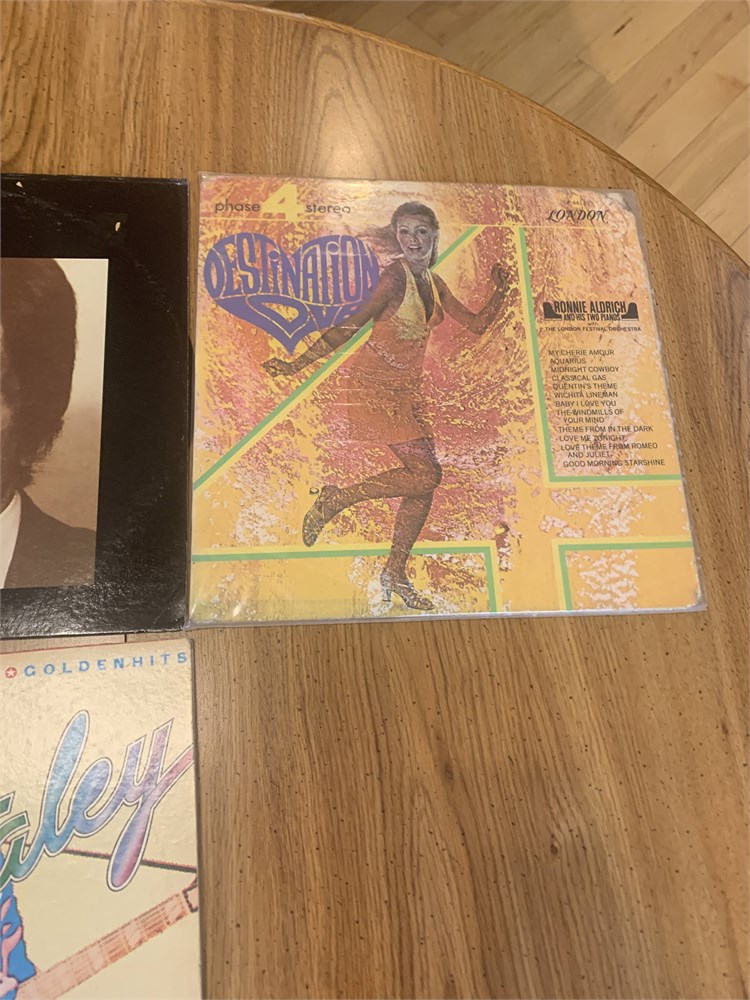 phase 4 stereo
LONDON
DESTINATION
LOVE
RONNIE ALDRICH
AND HIS TWO PIANOS
with
THE LONDON FESTIVAL ORCHESTRA
MY CHERIE AMOUR
AQUARIUS
MIDNIGHT COWBOY
CLASSICAL GAS
QUENTIN'S THEME
WICHITA LINEMAN
BABY I LOVE YOU
THE WINDMILLS OF
YOUR MIND
THEME FROM IN THE DARK
LOVE ME TONIGHT
LOVE THEME FROM ROMEO
AND JULIET
GOOD MORNING STARSHINE
GOLDEN HITS
aley